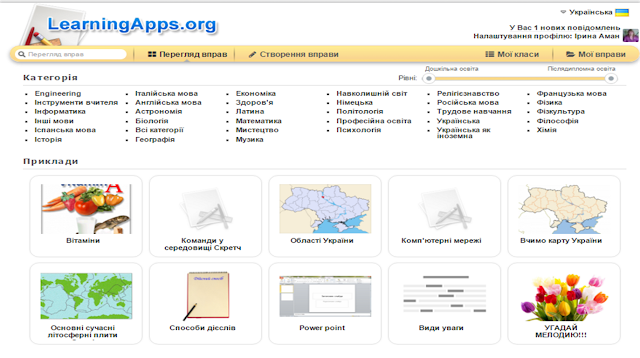 LearningApps.org
Українська
У Вас 1 нових повідомлень
Налаштування профілю: Ірина Аман
Перегляд вправ
Перегляд вправ
Створення вправи
Мої класи
Мої вправи
Категорія
Рівні:
Дошкільна освіта
Післядипломна освіта
Engineering
Інструменти вчителя
Інформатика
Інші мови
Іспанська мова
Історія
Італійська мова
Англійська мова
Астрономія
Біологія
Всі категорії
Географія
Економіка
Здоров'я
Латина
Математика
Мистецтво
Музика
Навколишній світ
Німецька
Політологія
Професійна освіта
Психологія
Релігієзнавство
Російська мова
Трудове навчання
Українська
Українська як
іноземна
Французька мова
Фізика
Фізкультура
Філософія
Хімія
Приклади
Вітаміни
Команди у
середовищі Скретч
Області України
Комп'ютерні мережі
Вчимо карту України
Основні сучасні
літосферні плити
Способи дієслів
Power point
Види уваги
УГАДАЙ
МЕЛОДИЮ!!!